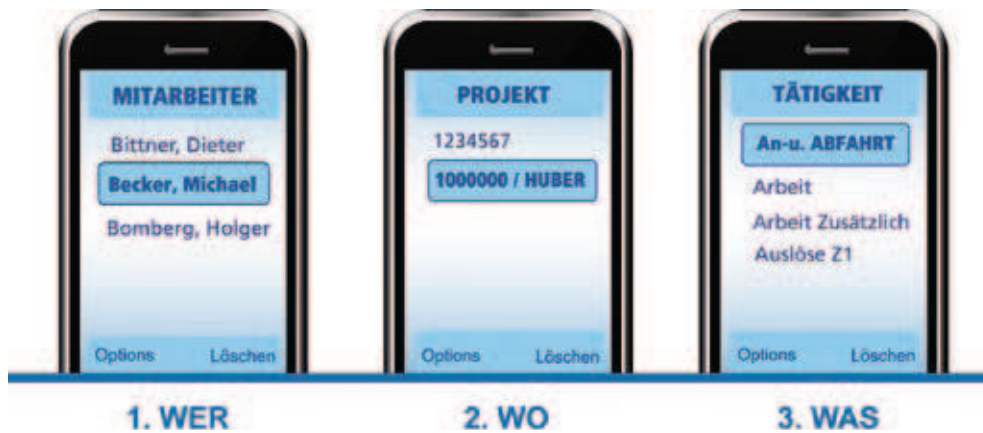 MITARBEITER
Bittner, Dieter
Becker, Michael
Bomberg, Holger
Options Löschen
1. WER
PROJEKT
1234567
1000000 / HUBER
Options Löschen
2. WO
TÄTIGKEIT
An-u. ABFAHRT
Arbeit
Arbeit Zusätzlich
Auslöse Z1
Options Löschen
3. WAS